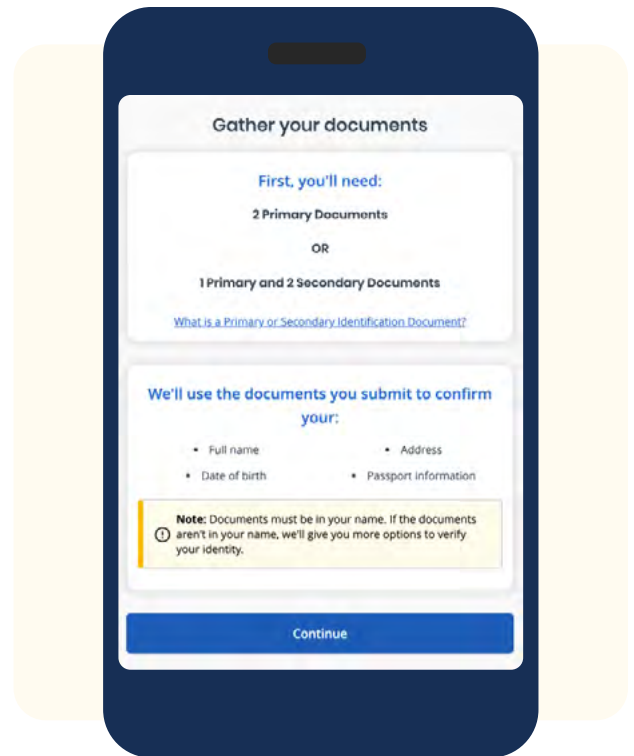 Gather your documents
First, you'll need:
2 Primary Documents
OR
1 Primary and 2 Secondary Documents
What is a Primary or Secondary Identification Document?
We'll use the documents you submit to confirm
your:
• Full name
• Address
• Date of birth
• Passport information
Note: Documents must be in your name. If the documents
aren't in your name, we'll give you more options to verify
your identity.
Continue